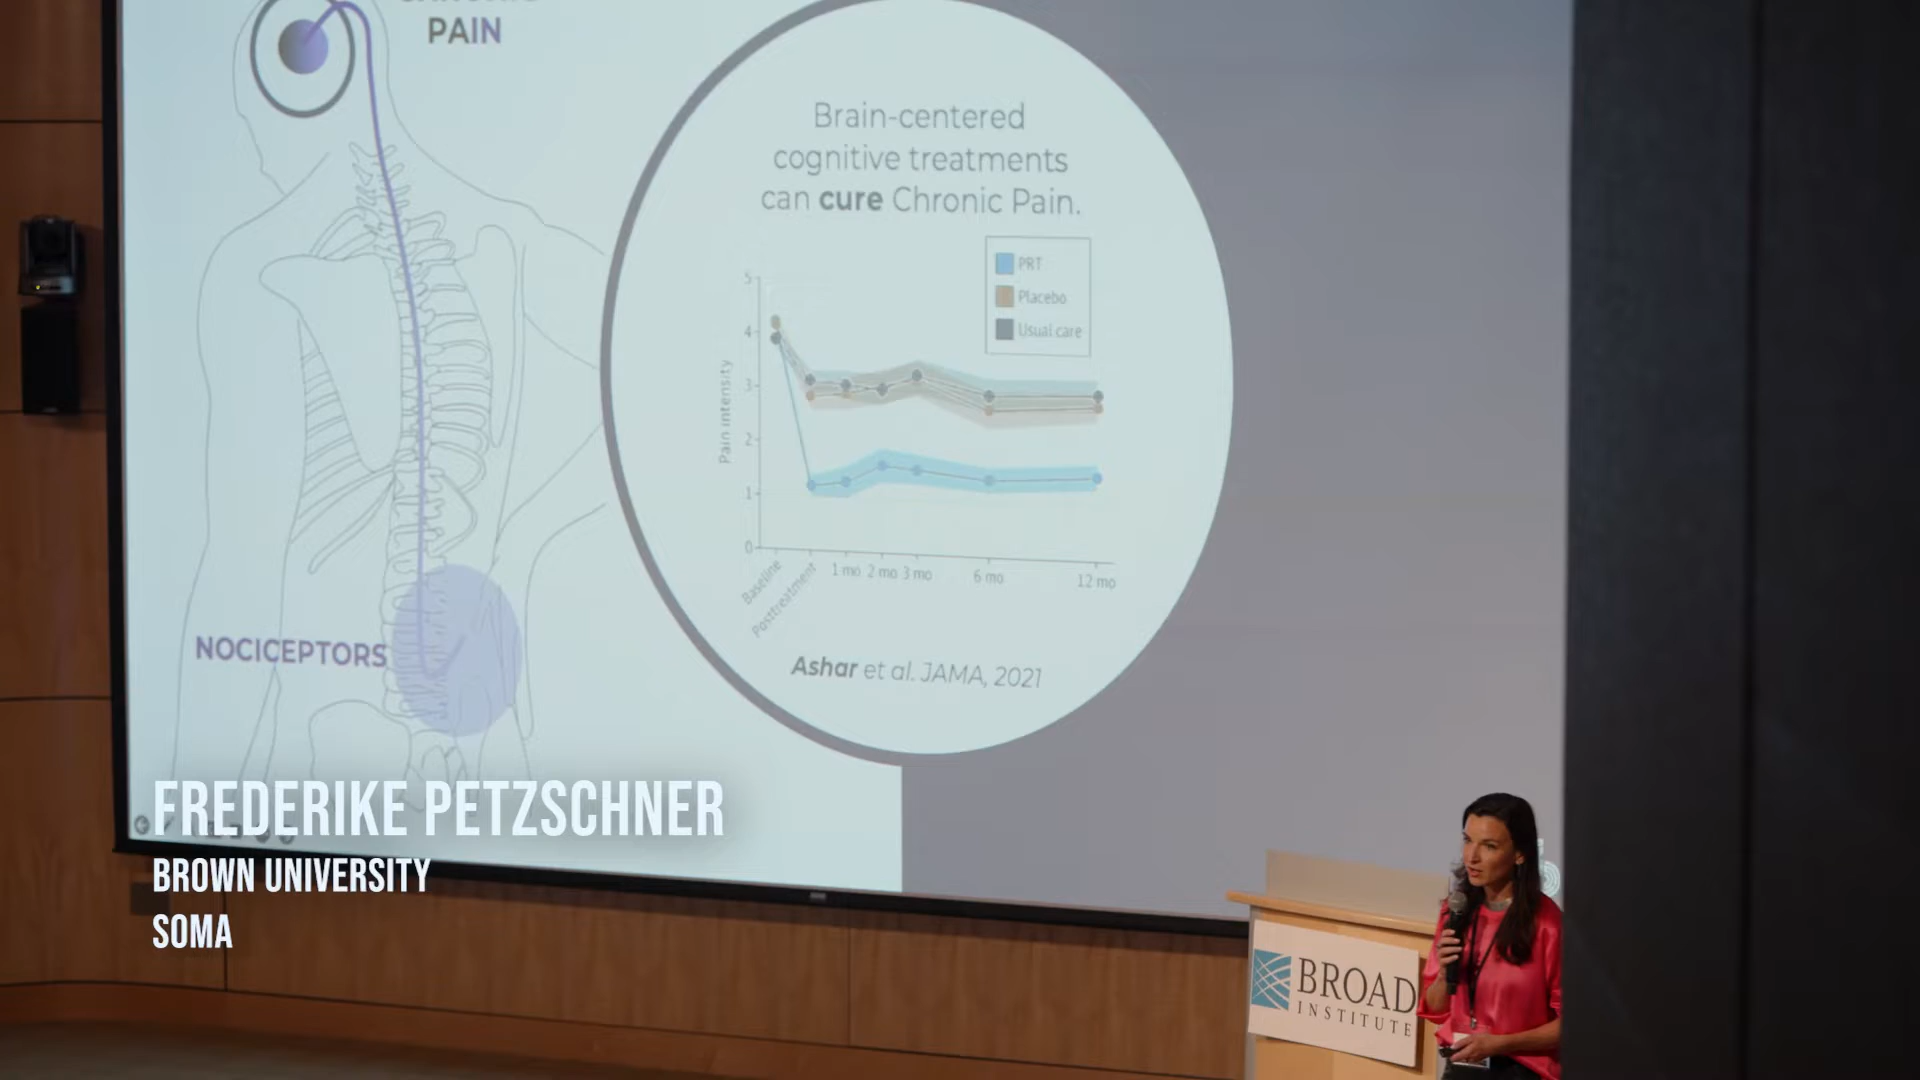 PAIN
Brain-centered
cognitive treatments
can cure Chronic Pain.
PRT
Placebo
Usual care
5
4
3
2
1
0
Pain intensity
Baseline
Posttreatment
1 mo
2 mo
3 mo
6 mo
12 mo
Ashar et al. JAMA, 2021
NOCICEPTORS
FREDERIKE PETZSCHNER
BROWN UNIVERSITY
SOMA
BROAD
INSTITUTE